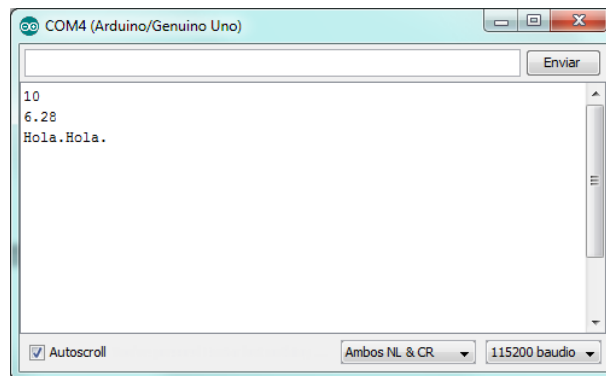 COM4 (Arduino/Genuino Uno)
Enviar
10
6.28
Hola.Hola.
Autoscroll
Ambos NL & CR
115200 baudio